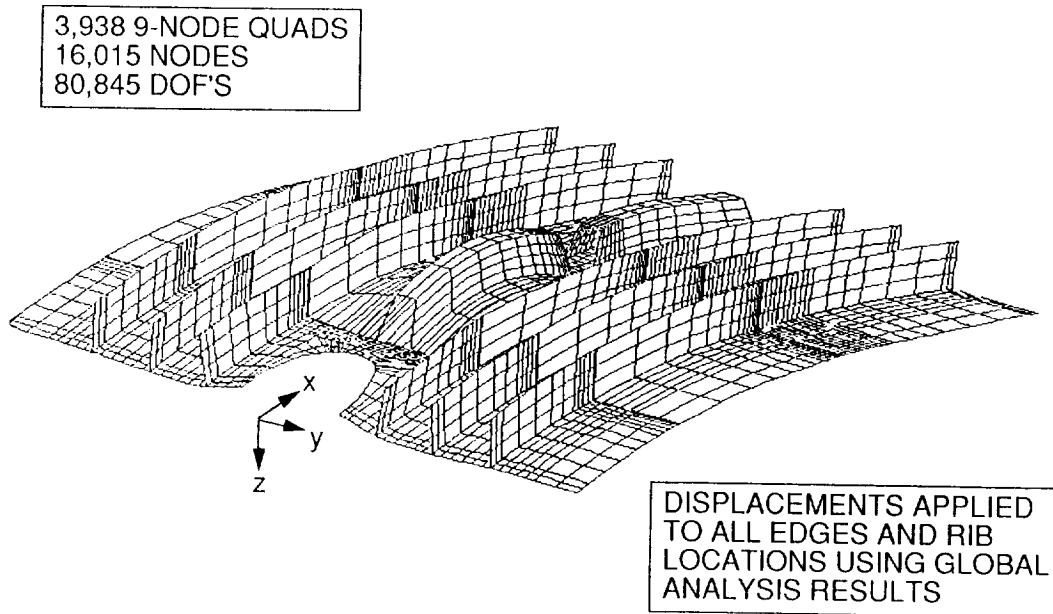 3,938 9-NODE QUADS
16,015 NODES
80,845 DOF'S
x
y
z
DISPLACEMENTS APPLIED
TO ALL EDGES AND RIB
LOCATIONS USING GLOBAL
ANALYSIS RESULTS